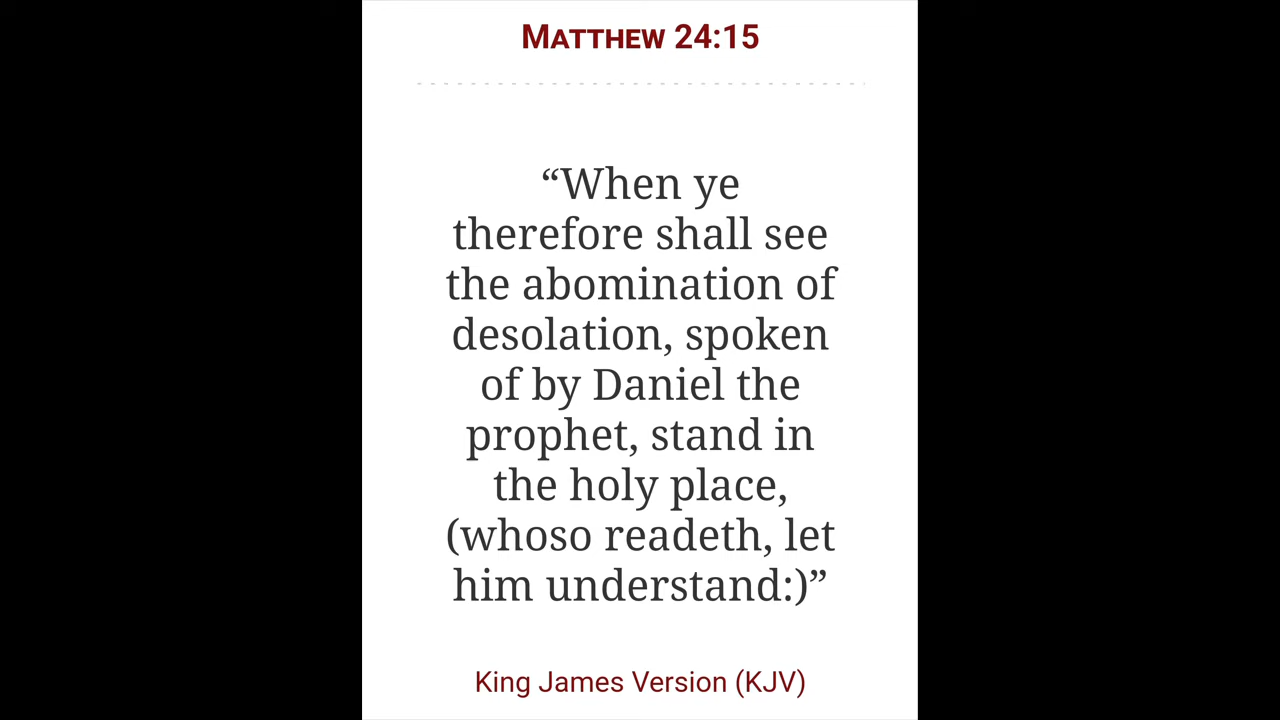 Matthew 24:15
“When ye
therefore shall see
the abomination of
desolation, spoken
of by Daniel the
prophet, stand in
the holy place,
(whoso readeth, let
him understand:)”
King James Version (KJV)